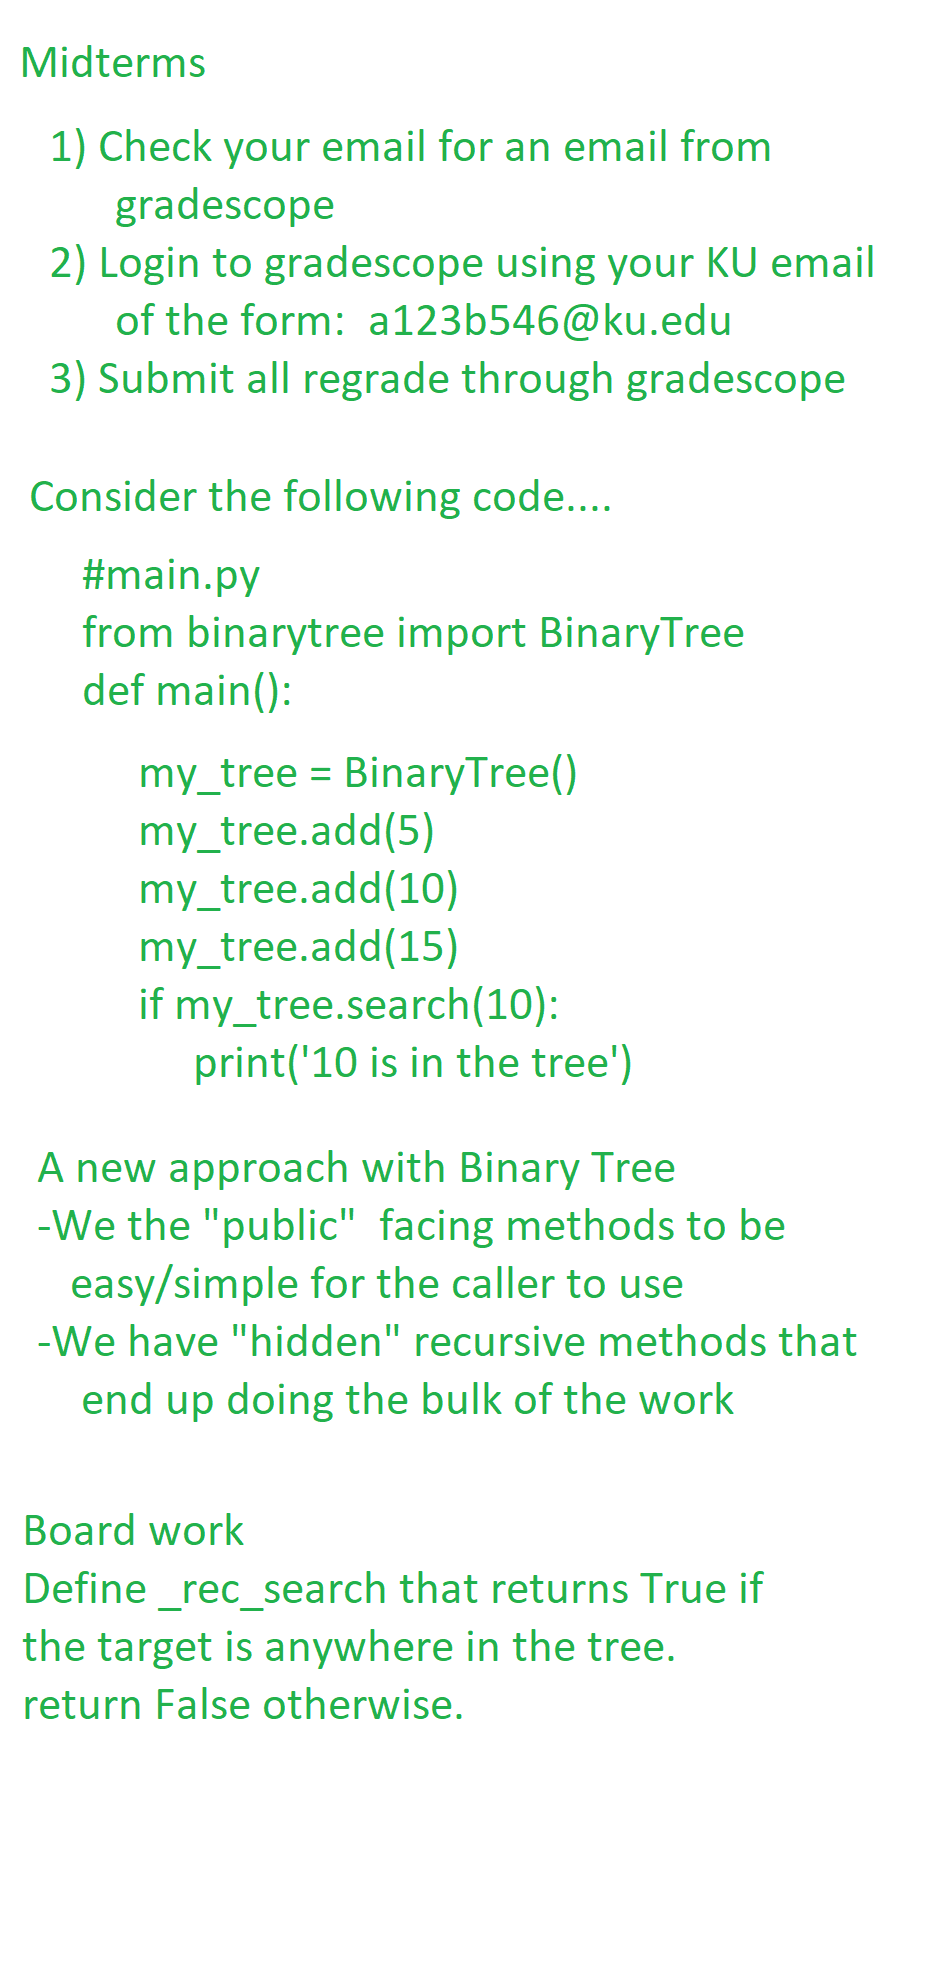 Midterms
1) Check your email for an email from
gradescope
2) Login to gradescope using your KU email
of the form:  a123b546@ku.edu
3) Submit all regrade through gradescope
Consider the following code....
#main.py
from binarytree import BinaryTree
def main():
my_tree = BinaryTree()
my_tree.add(5)
my_tree.add(10)
my_tree.add(15)
if my_tree.search(10):
print('10 is in the tree')
A new approach with Binary Tree
-We the "public"  facing methods to be
easy/simple for the caller to use
-We have "hidden" recursive methods that
end up doing the bulk of the work
Board work
Define _rec_search that returns True if
the target is anywhere in the tree.
return False otherwise.